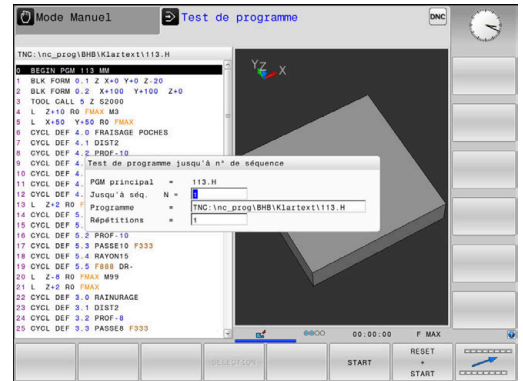 Mode Manuel
Test de programme
DNC
TNC:\nc_prog\BHB\Klartext\113.H
0 BEGIN PGM 113 MM
1 BLK FORM 0.1 Z X+0 Y+0 Z-20
2 BLK FORM 0.2 X+100 Y+100 Z+0
3 TOOL CALL 5 Z S2000
4 L Z+10 R0 FMAX M3
5 L X+50 Y+50 R0 FMAX
6 CYCL DEF 4.0 FRAISAGE POCHES
7 CYCL DEF 4.1 DIST2
8 CYCL DEF 4.2 PROF-10
9 CYCL DEF 4.
10 CYCL DEF 4.
11 CYCL DEF 4.
12 CYCL DEF 4.
13 L Z+2 R0 F
14 CYCL DEF 5.
15 CYCL DEF 5.
16 CYCL DEF 5.2 PROF-10
17 CYCL DEF 5.3 PASSE10 F333
18 CYCL DEF 5.4 RAYON15
19 CYCL DEF 5.5 F888 DR-
20 L Z-8 R0 FMAX M99
21 L Z+2 R0 FMAX
22 CYCL DEF 3.0 RAINURAGE
23 CYCL DEF 3.1 DIST2
24 CYCL DEF 3.2 PROF-8
25 CYCL DEF 3.3 PASSE8 F333
Test de programme jusqu'à n° de séquence
PGM principal = 113.H
Jusqu'à séq. N = 1
Programme = TNC:\nc_prog\BHB\Klartext\113.H
Répétitions = 1
Y Z X
00:00:00 F MAX
SELECTION
START
RESET
+
START